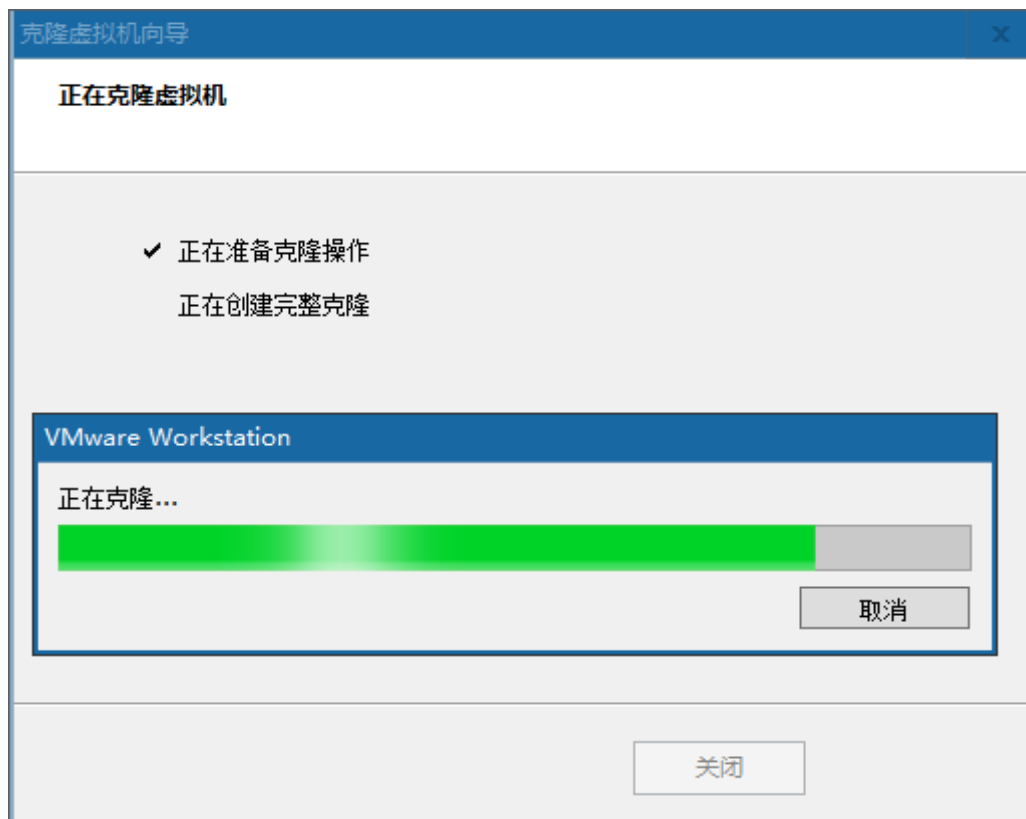 克隆虚拟机向导
正在克隆虚拟机
正在准备克隆操作
正在创建完整克隆
VMware Workstation
正在克隆...
取消
关闭